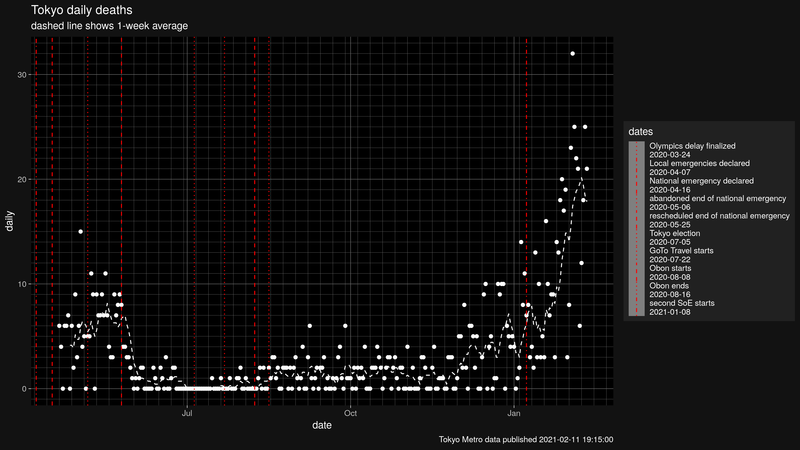 Tokyo daily deaths
dashed line shows 1-week average
30
20
10
0
daily
Jul
Oct
Jan
date
dates
Olympics delay finalized
2020-03-24
Local emergencies declared
2020-04-07
National emergency declared
2020-04-16
abandoned end of national emergency
2020-05-06
rescheduled end of national emergency
2020-05-25
Tokyo election
2020-07-05
GoTo Travel starts
2020-07-22
Obon starts
2020-08-08
Obon ends
2020-08-16
second SoE starts
2021-01-08
Tokyo Metro data published 2021-02-11 19:15:00